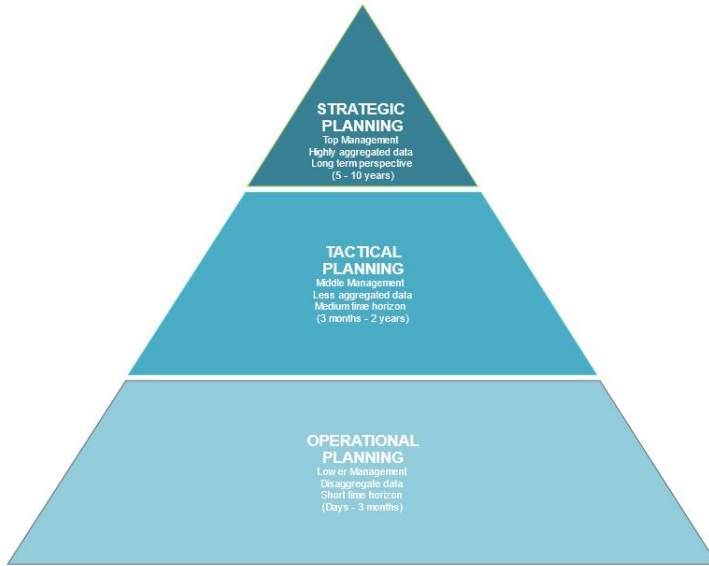 STRATEGIC
PLANNING
Top Management
Highly aggregated data
Long term perspective
(5 - 10 years)
TACTICAL
PLANNING
Middle Management
Less aggregated data
Medium time horizon
(3 months - 2 years)
OPERATIONAL
PLANNING
Lower Management
Disaggregate data
Short time horizon
(Days - 3 months)